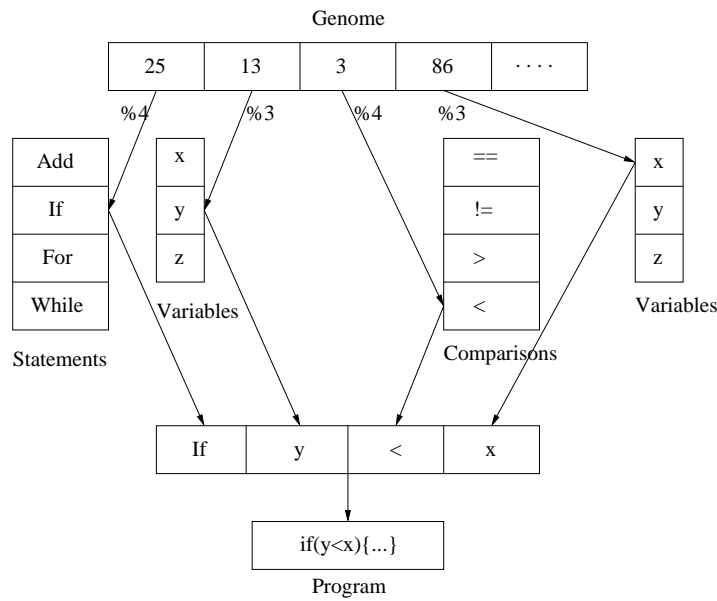 Genome
25 13 3 86 ....
%4 %3 %4 %3
Add x == x
If y != y
For z > z
While <
Variables Variables
Statements Comparisons
If y < x
if(y<x){...}
Program